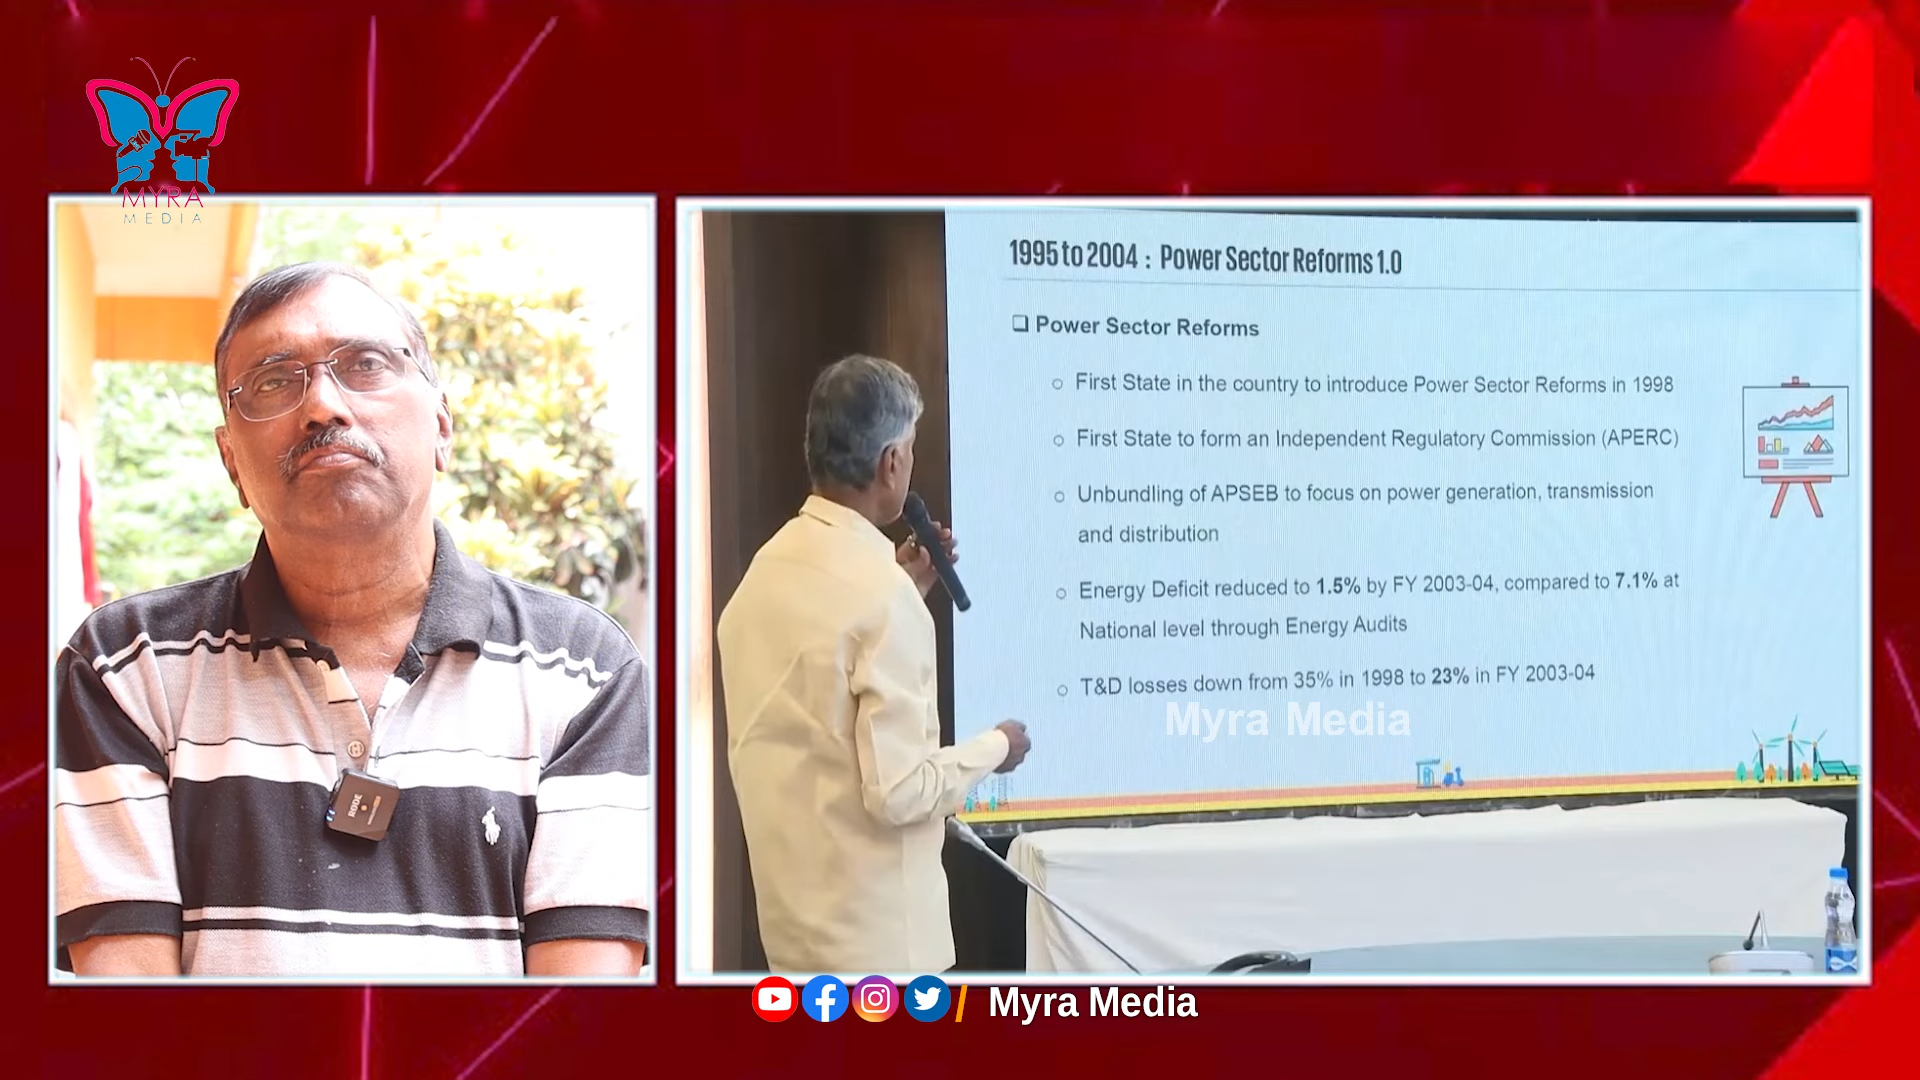 MYRA
MEDIA
1995 to 2004 : Power Sector Reforms 1.0
Power Sector Reforms
First State in the country to introduce Power Sector Reforms in 1998
First State to form an Independent Regulatory Commission (APERC)
Unbundling of APSEB to focus on power generation, transmission
and distribution
Energy Deficit reduced to 1.5% by FY 2003-04, compared to 7.1% at
National level through Energy Audits
T&D losses down from 35% in 1998 to 23% in FY 2003-04
Myra Media
RODE
/ Myra Media